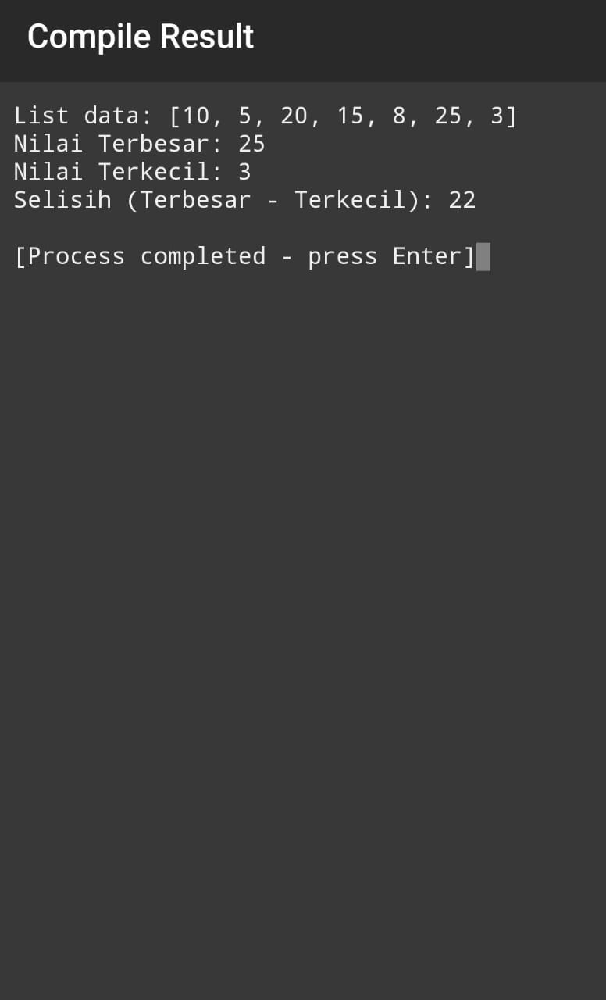 Compile Result
List data: [10, 5, 20, 15, 8, 25, 3]
Nilai Terbesar: 25
Nilai Terkecil: 3
Selisih (Terbesar - Terkecil): 22
[Process completed - press Enter]